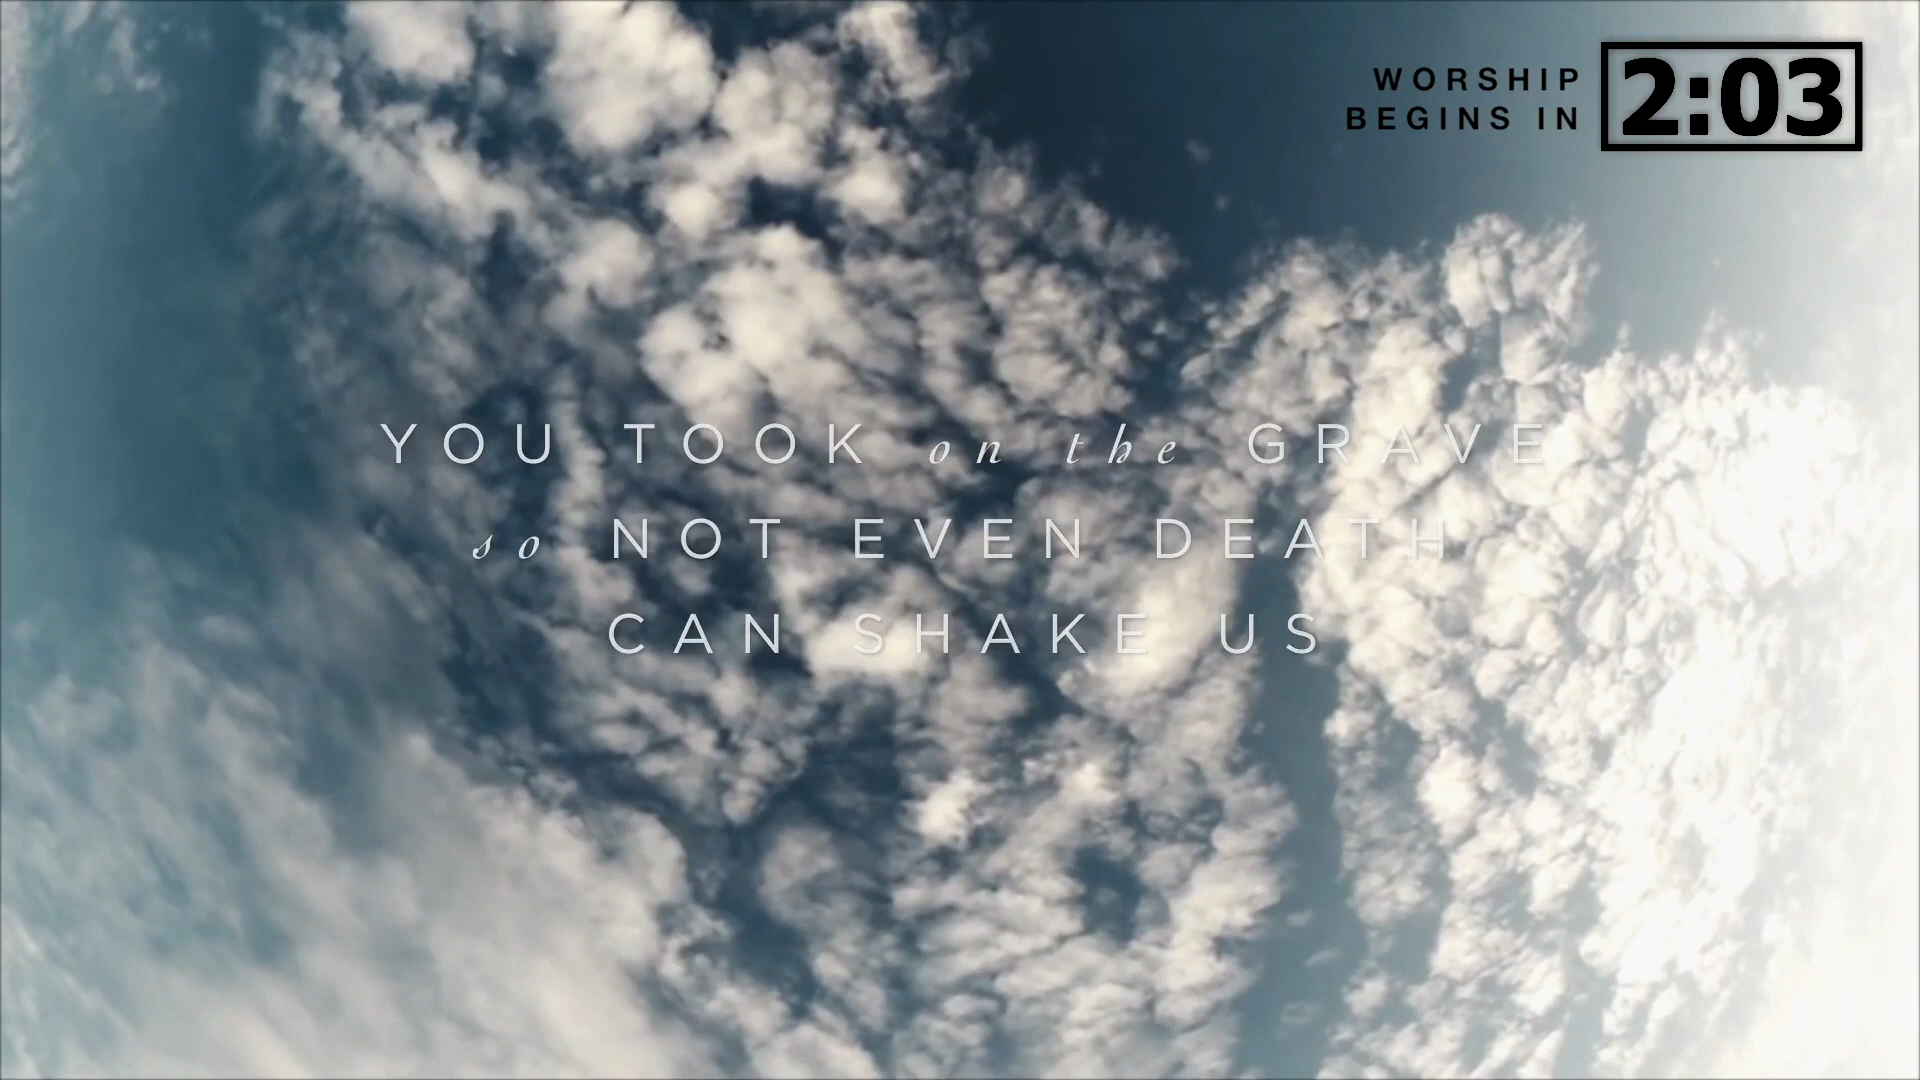 WORSHIP
BEGINS IN
2:03
YOU TOOK on the GRAVE
so NOT EVEN DEATH
CAN SHAKE US